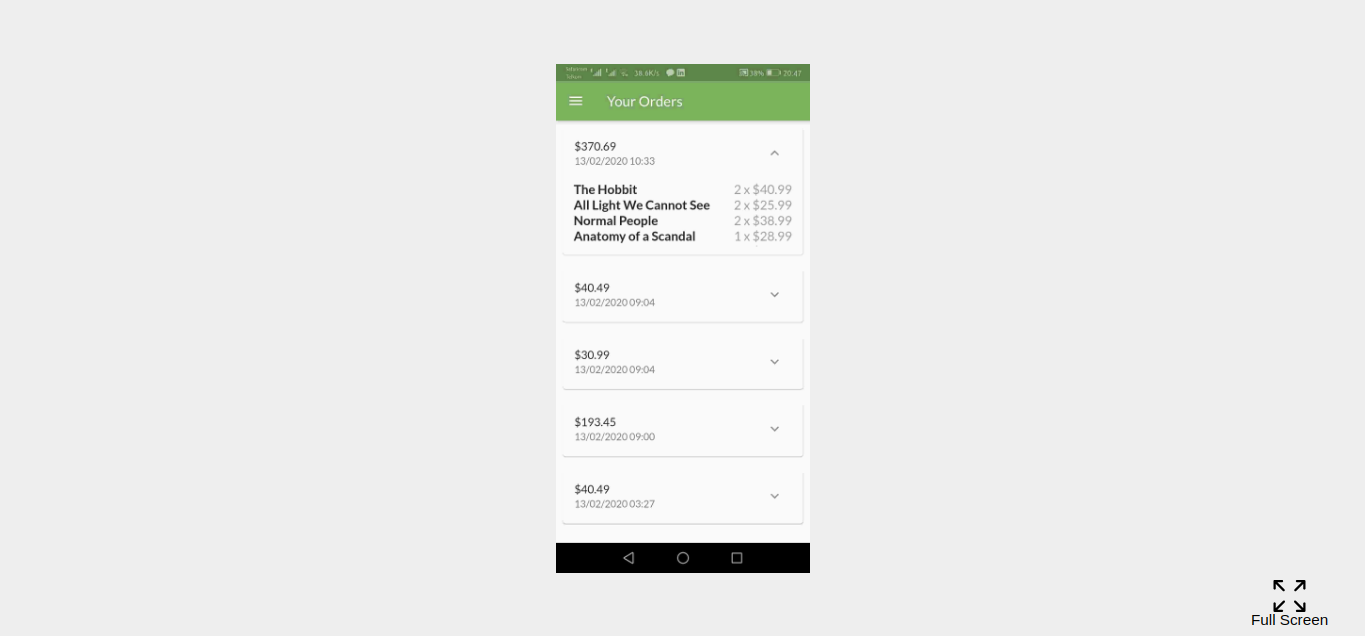 38.6K/s 38% 20:47
Your Orders
$370.69
13/02/2020 10:33
The Hobbit 2 x $40.99
All Light We Cannot See 2 x $25.99
Normal People 2 x $38.99
Anatomy of a Scandal 1 x $28.99
$40.49
13/02/2020 09:04
$30.99
13/02/2020 09:04
$193.45
13/02/2020 09:00
$40.49
13/02/2020 03:27
Full Screen